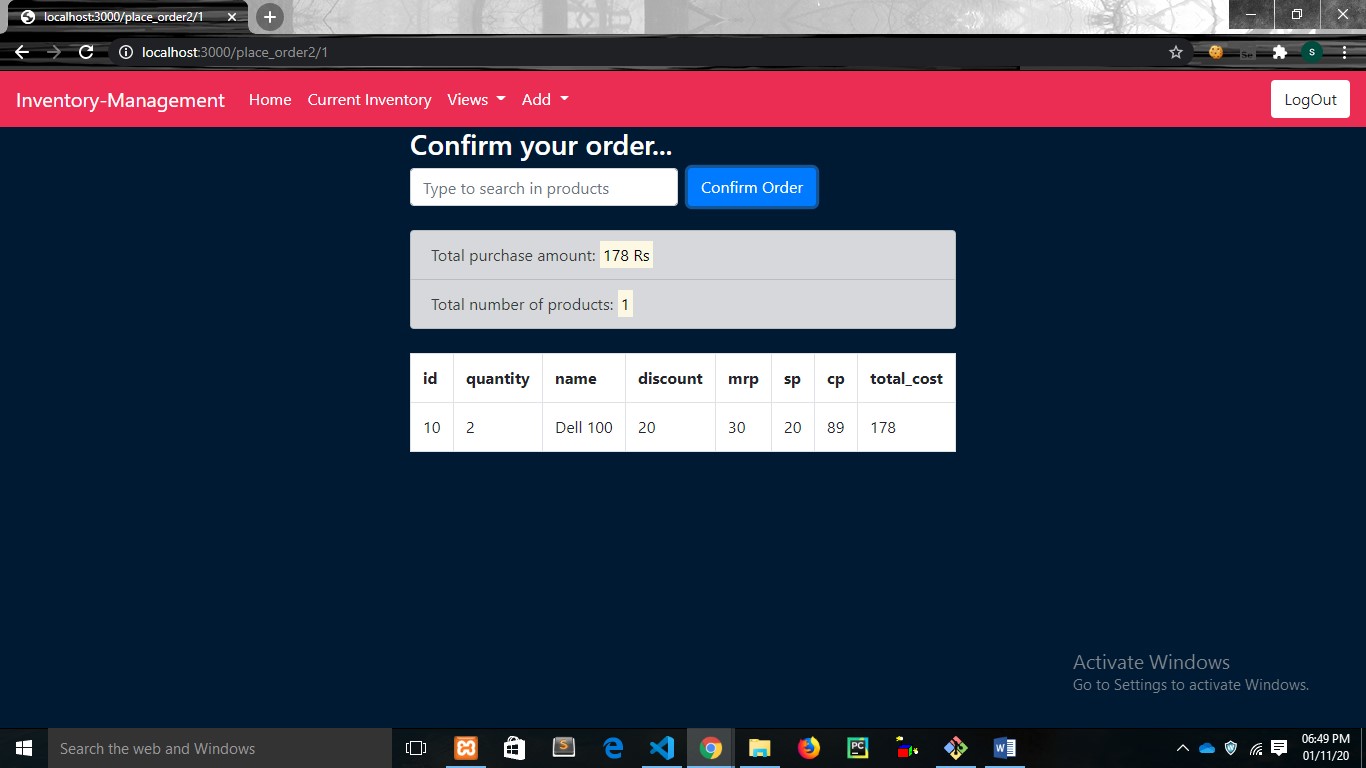 localhost:3000/place_order2/1
localhost:3000/place_order2/1
S
Inventory-Management Home Current Inventory Views Add LogOut
Confirm your order...
Type to search in products Confirm Order
Total purchase amount: 178 Rs
Total number of products: 1
id quantity name discount mrp sp cp total_cost
10 2 Dell 100 20 30 20 89 178
Activate Windows
Go to Settings to activate Windows.
Search the web and Windows
S
PC
W
06:49 PM
01/11/20